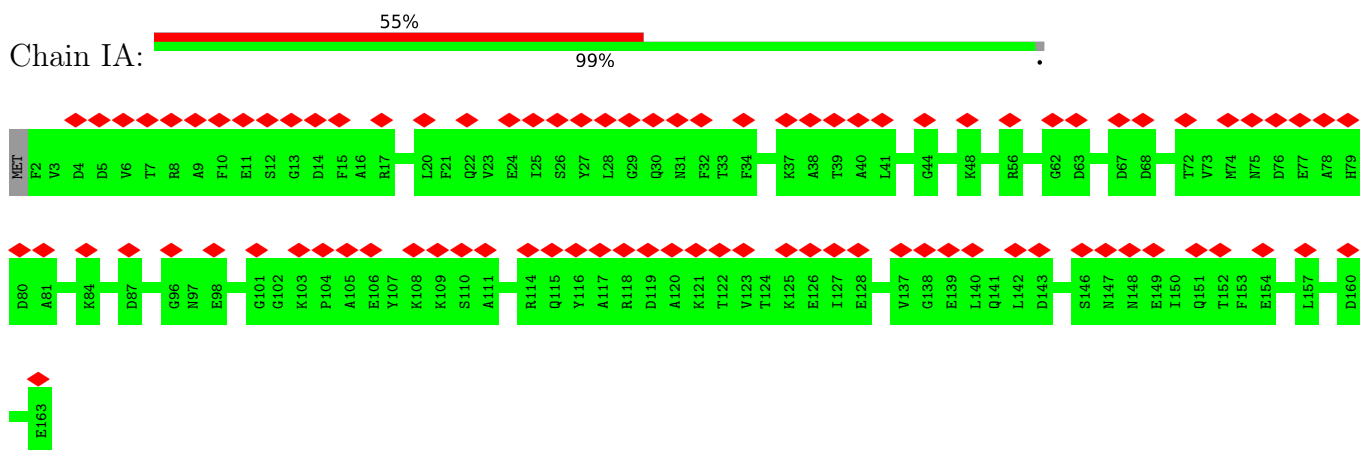 55%
Chain IA:
99%
.
MET F2 V3 D4 D5 V6 T7 R8 A9 F10 E11 S12 G13 D14 F15 A16 R17 L20 F21 Q22 V23 E24 I25 S26 Y27 L28 G29 Q30 N31 F32 T33 F34 K37 A38 T39 A40 L41 G44 K48 R56 G62 D63 D67 D68 T72 V73 M74 N75 D76 E77 A78 H79
D80 A81 K84 D87 G96 N97 E98 G101 G102 K103 P104 A105 E106 Y107 K108 K109 S110 A111 R114 Q115 Y116 A117 R118 D119 A120 K121 T122 V123 T124 K125 E126 I127 E128 V137 G138 E139 L140 Q141 L142 D143 S146 N147 N148 E149 I150 Q151 T152 F153 E154 L157 D160
E163